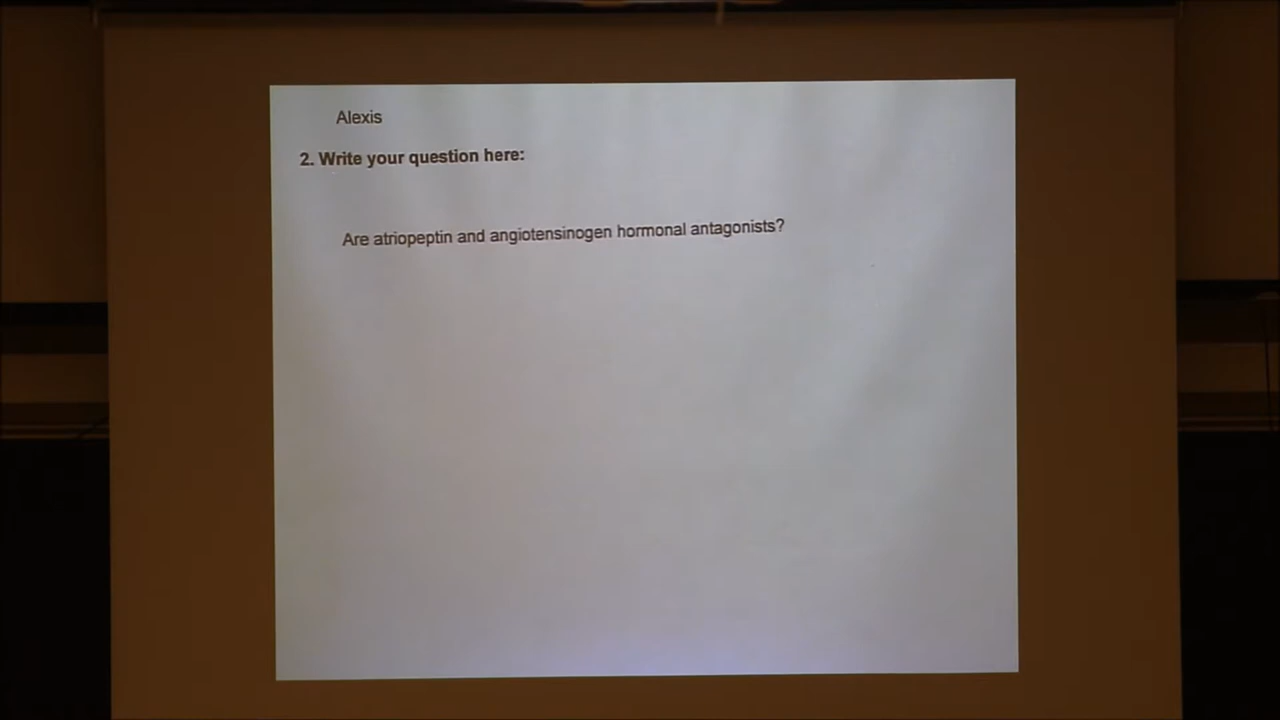 Alexis
2. Write your question here:
Are atriopeptin and angiotensinogen hormonal antagonists?